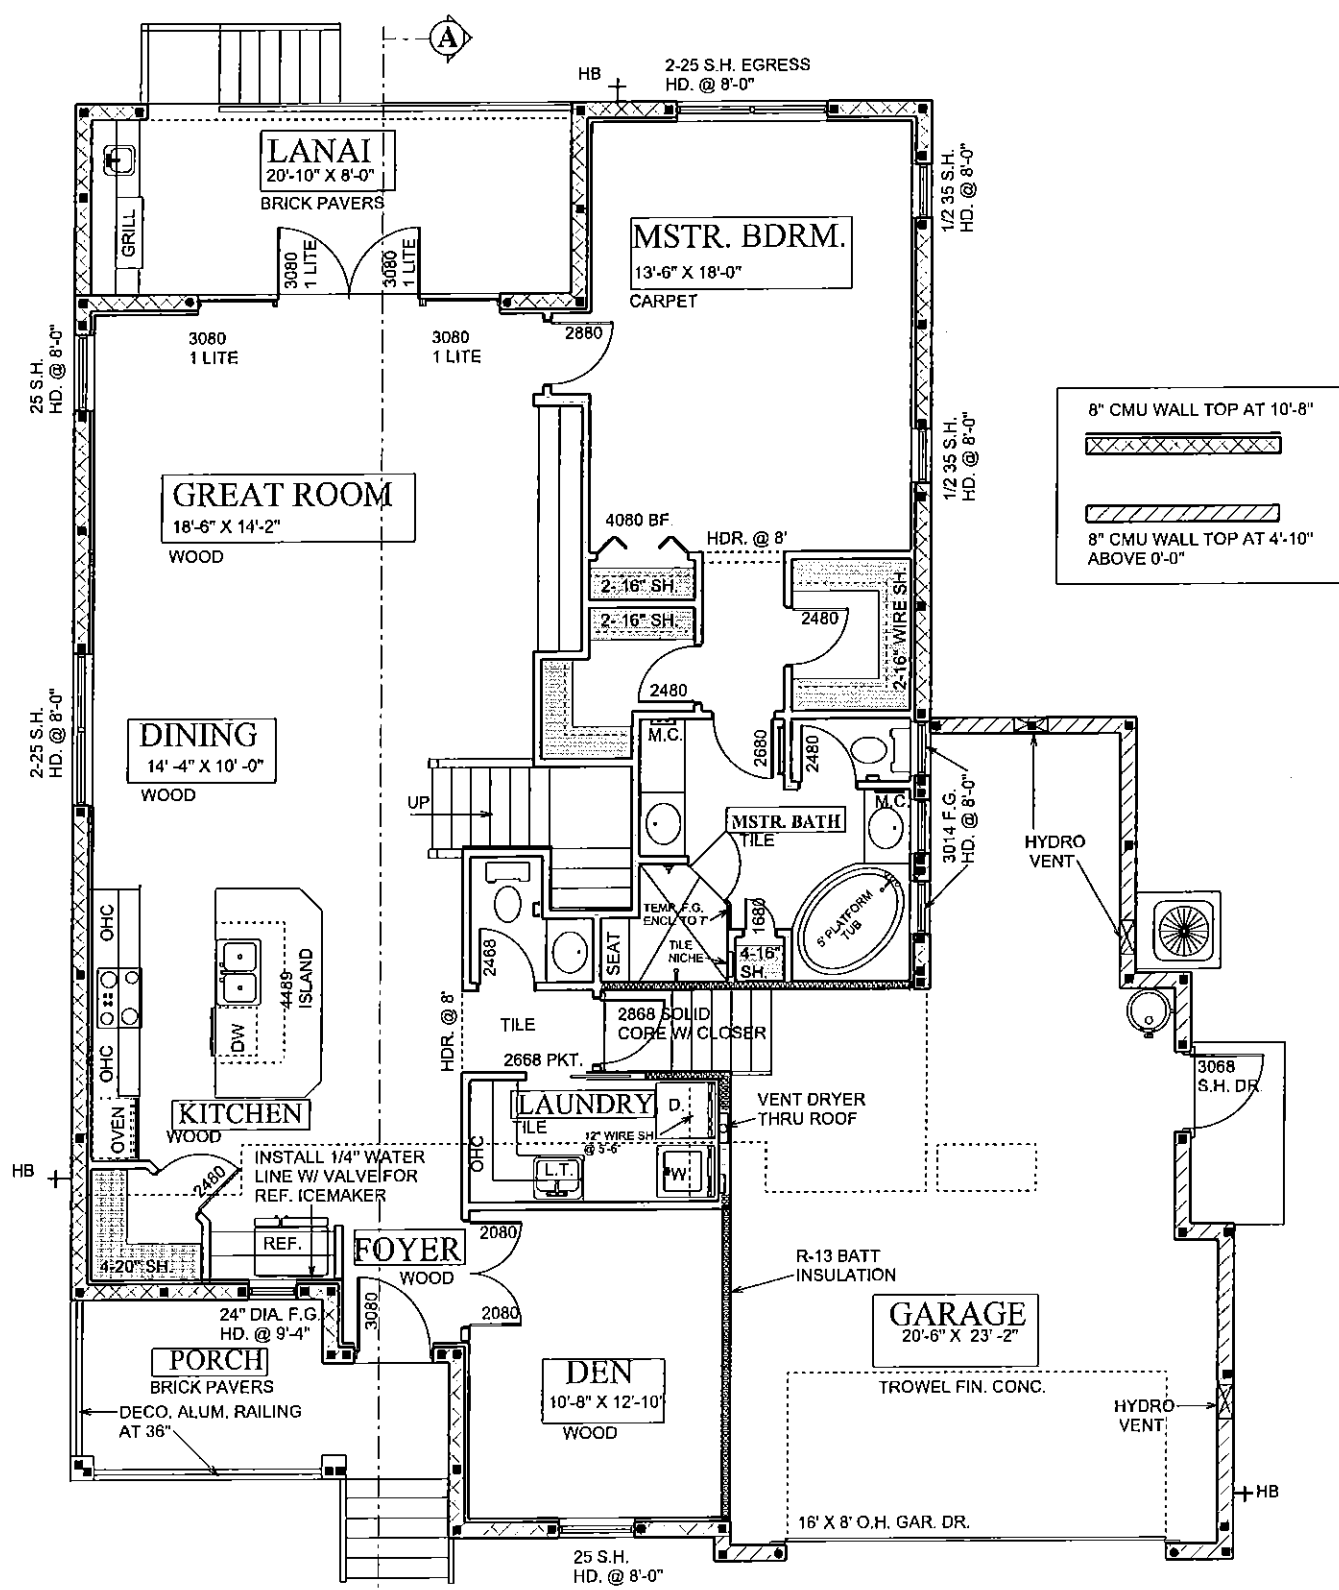 A
HB
2-25 S.H. EGRESS
HD. @ 8'-0"
LANAI
20'-10" X 8'-0"
BRICK PAVERS
GRILL
3080
1 LITE
3080
1 LITE
MSTR. BDRM.
13'-6" X 18'-0"
CARPET
1/2 35 S.H.
HD. @ 8'-0"
3080
1 LITE
3080
1 LITE
2880
25 S.H.
HD. @ 8'-0"
8" CMU WALL TOP AT 10'-8"
8" CMU WALL TOP AT 4'-10"
ABOVE 0'-0"
1/2 35 S.H.
HD. @ 8'-0"
GREAT ROOM
18'-6" X 14'-2"
WOOD
4080 BF.
HDR. @ 8'
2- 16" SH.
2- 16" SH.
2480
2-16" WIRE SH.
2480
2-25 S.H.
HD. @ 8'-0"
DINING
14' -4" X 10' -0"
WOOD
M.C.
2680
2480
UP
MSTR. BATH
TILE
M.C.
3014 F.G.
HD. @ 8'-0"
HYDRO
VENT
OHC
4489
ISLAND
DW
OHC
OVEN
KITCHEN
WOOD
2468
SEAT
TEMP. F.G.
ENCL. TO 7'
TILE
NICHE
1680
4-16"
SH.
5' PLATFORM
TUB
HDR. @ 8'
TILE
2868 SOLID
CORE W/ CLOSER
2668 PKT.
3068
S.H. DR.
LAUNDRY
TILE
D.
12" WIRE SH
@ 5'-6"
OHC
L.T.
W
VENT DRYER
THRU ROOF
HB
2480
INSTALL 1/4" WATER
LINE W/ VALVE FOR
REF. ICEMAKER
4-20" SH.
REF.
FOYER
WOOD
2080
2080
3080
R-13 BATT
INSULATION
24" DIA. F.G.
HD. @ 9'-4"
PORCH
BRICK PAVERS
DECO. ALUM. RAILING
AT 36"
DEN
10'-8" X 12'-10"
WOOD
GARAGE
20'-6" X 23' -2"
TROWEL FIN. CONC.
HYDRO
VENT
HB
16' X 8' O.H. GAR. DR.
25 S.H.
HD. @ 8'-0"